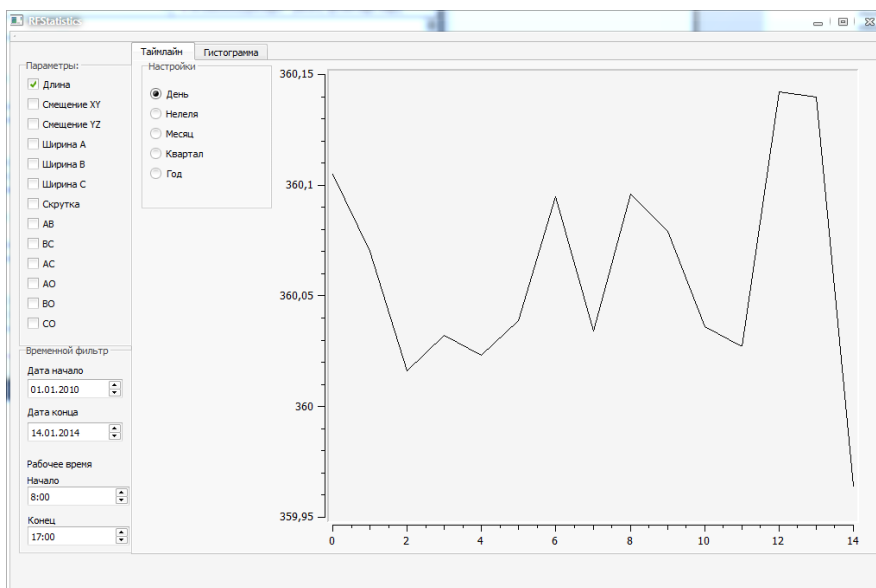 RFStatistics
Таймлайн
Гистограмма
Параметры:
Длина
Смещение XY
Смещение YZ
Ширина A
Ширина B
Ширина C
Скрутка
AB
BC
AC
AO
BO
CO
Временной фильтр
Дата начало
01.01.2010
Дата конца
14.01.2014
Рабочее время
Начало
8:00
Конец
17:00
Настройки
День
Нелеля
Месяц
Квартал
Год
360,15
360,1
360,05
360
359,95
0 2 4 6 8 10 12 14